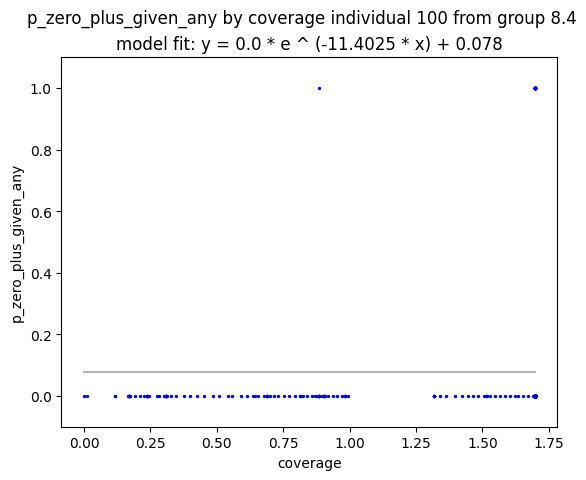 p_zero_plus_given_any by coverage individual 100 from group 8.4
model fit: y = 0.0 * e ^ (-11.4025 * x) + 0.078
1.0
0.8
0.6
0.4
0.2
0.0
p_zero_plus_given_any
0.00 0.25 0.50 0.75 1.00 1.25 1.50 1.75
coverage